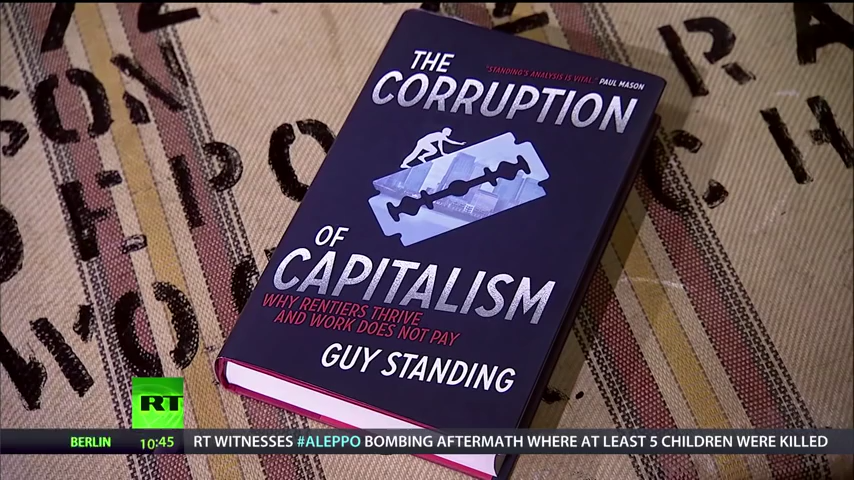 "STANDING'S ANALYSIS IS VITAL." PAUL MASON
THE
CORRUPTION
OF
CAPITALISM
WHY RENTIERS THRIVE
AND WORK DOES NOT PAY
GUY STANDING
RT
BERLIN 10:45 RT WITNESSES #ALEPPO BOMBING AFTERMATH WHERE AT LEAST 5 CHILDREN WERE KILLED